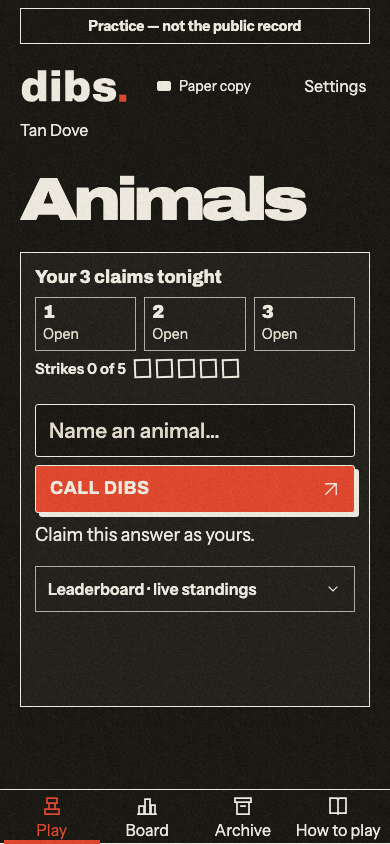 Practice — not the public record
dibs.
Paper copy
Settings
Tan Dove
Animals
Your 3 claims tonight
1
Open
2
Open
3
Open
Strikes 0 of 5
Name an animal...
CALL DIBS
Claim this answer as yours.
Leaderboard · live standings
Play
Board
Archive
How to play